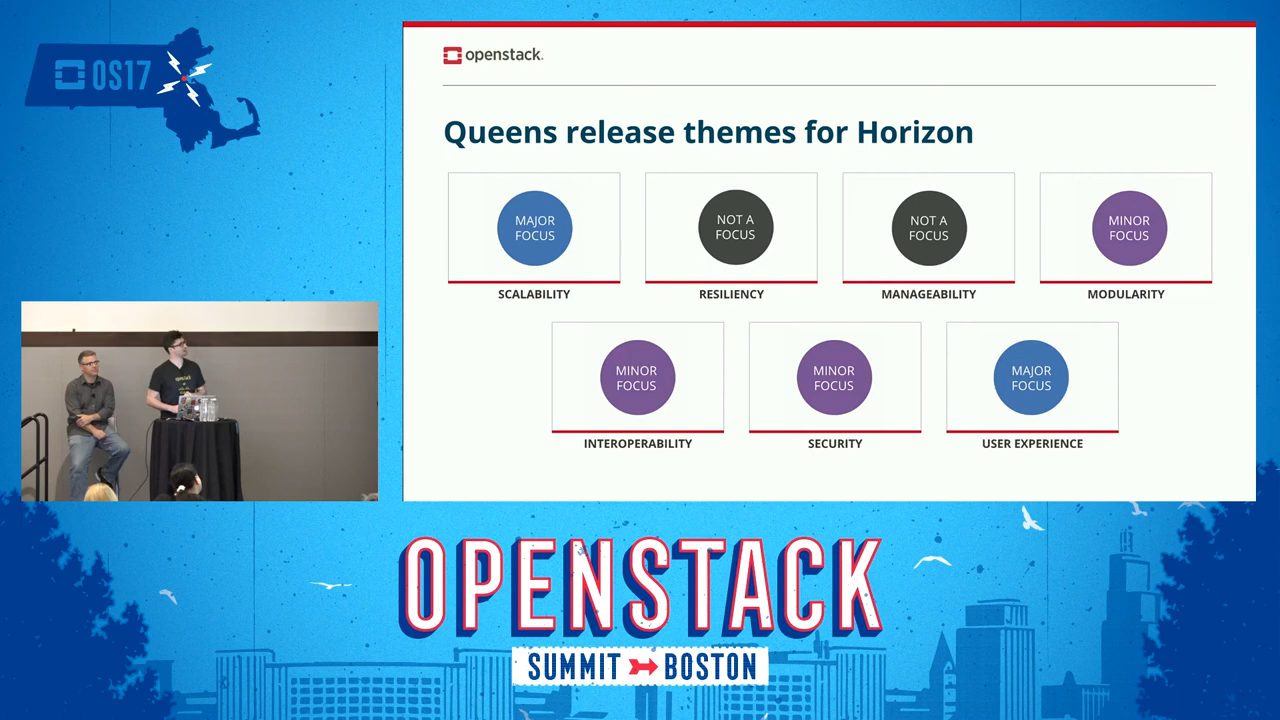 OS17
openstack.
Queens release themes for Horizon
MAJOR
FOCUS
SCALABILITY
NOT A
FOCUS
RESILIENCY
NOT A
FOCUS
MANAGEABILITY
MINOR
FOCUS
MODULARITY
MINOR
FOCUS
INTEROPERABILITY
MINOR
FOCUS
SECURITY
MAJOR
FOCUS
USER EXPERIENCE
openstack
OPENSTACK
SUMMIT BOSTON